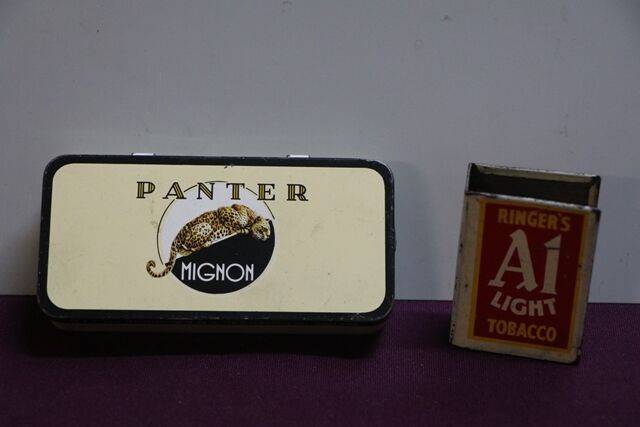 PANTER
MIGNON
RINGER'S
A1
LIGHT
TOBACCO